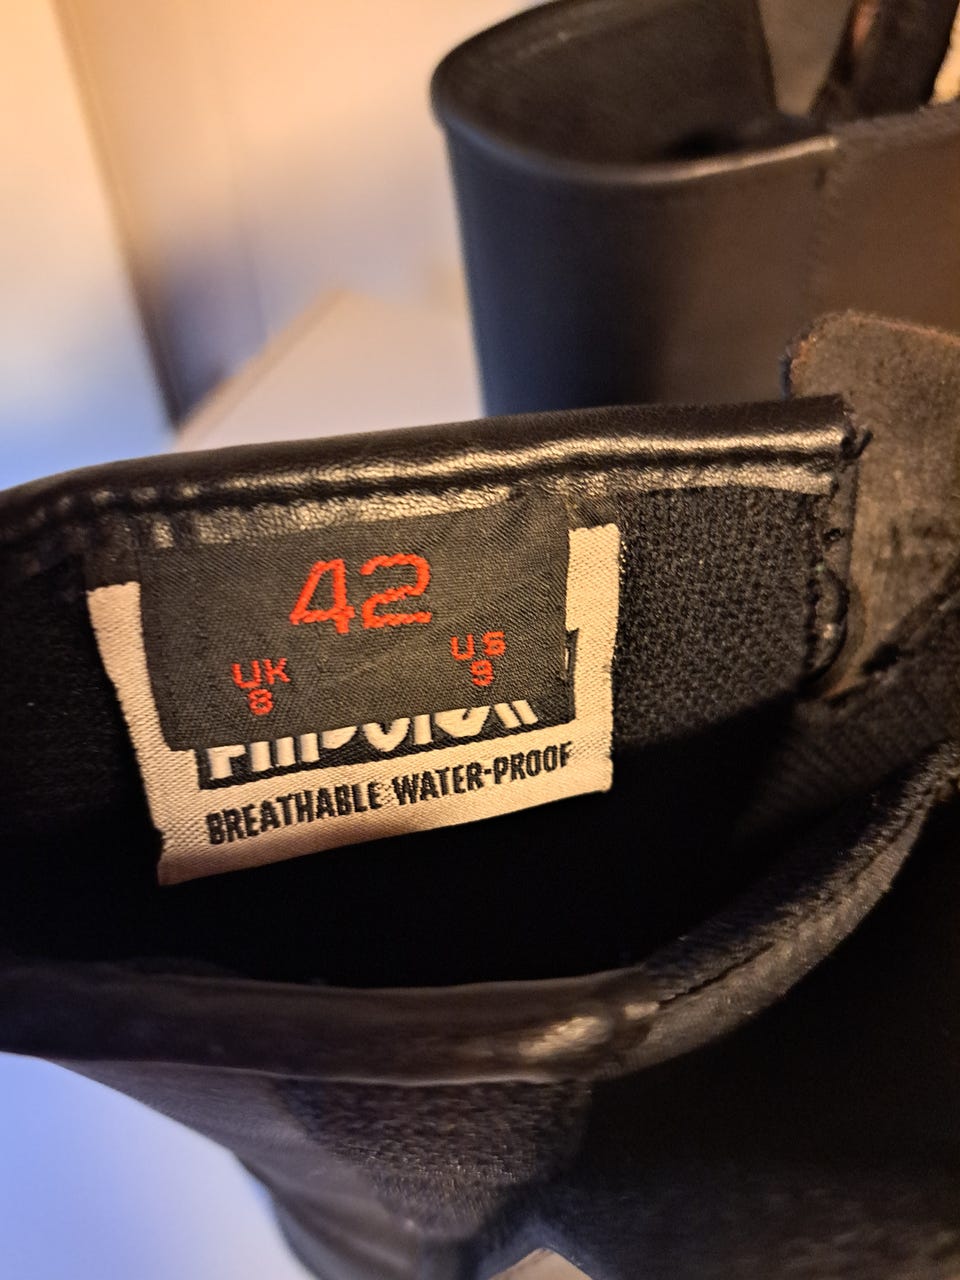 42
UK US
8 9
BREATHABLE WATER-PROOF